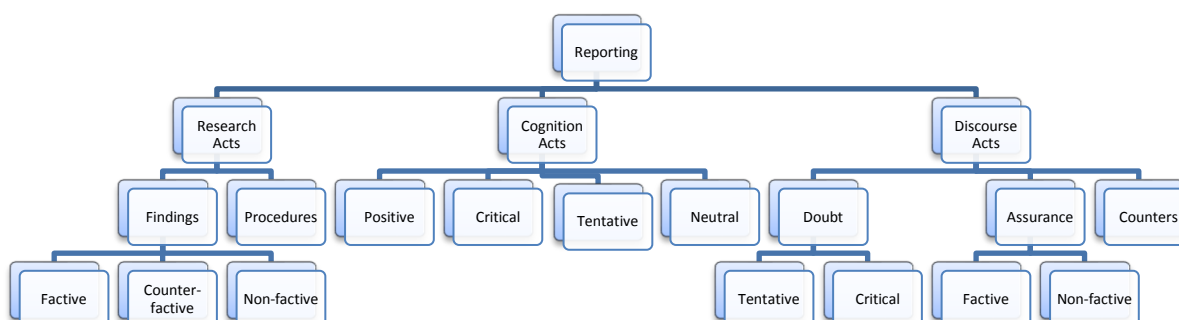 Reporting
Research
Acts
Cognition
Acts
Discourse
Acts
Findings
Procedures
Positive
Critical
Tentative
Neutral
Doubt
Assurance
Counters
Factive
Counter-
factive
Non-factive
Tentative
Critical
Factive
Non-factive